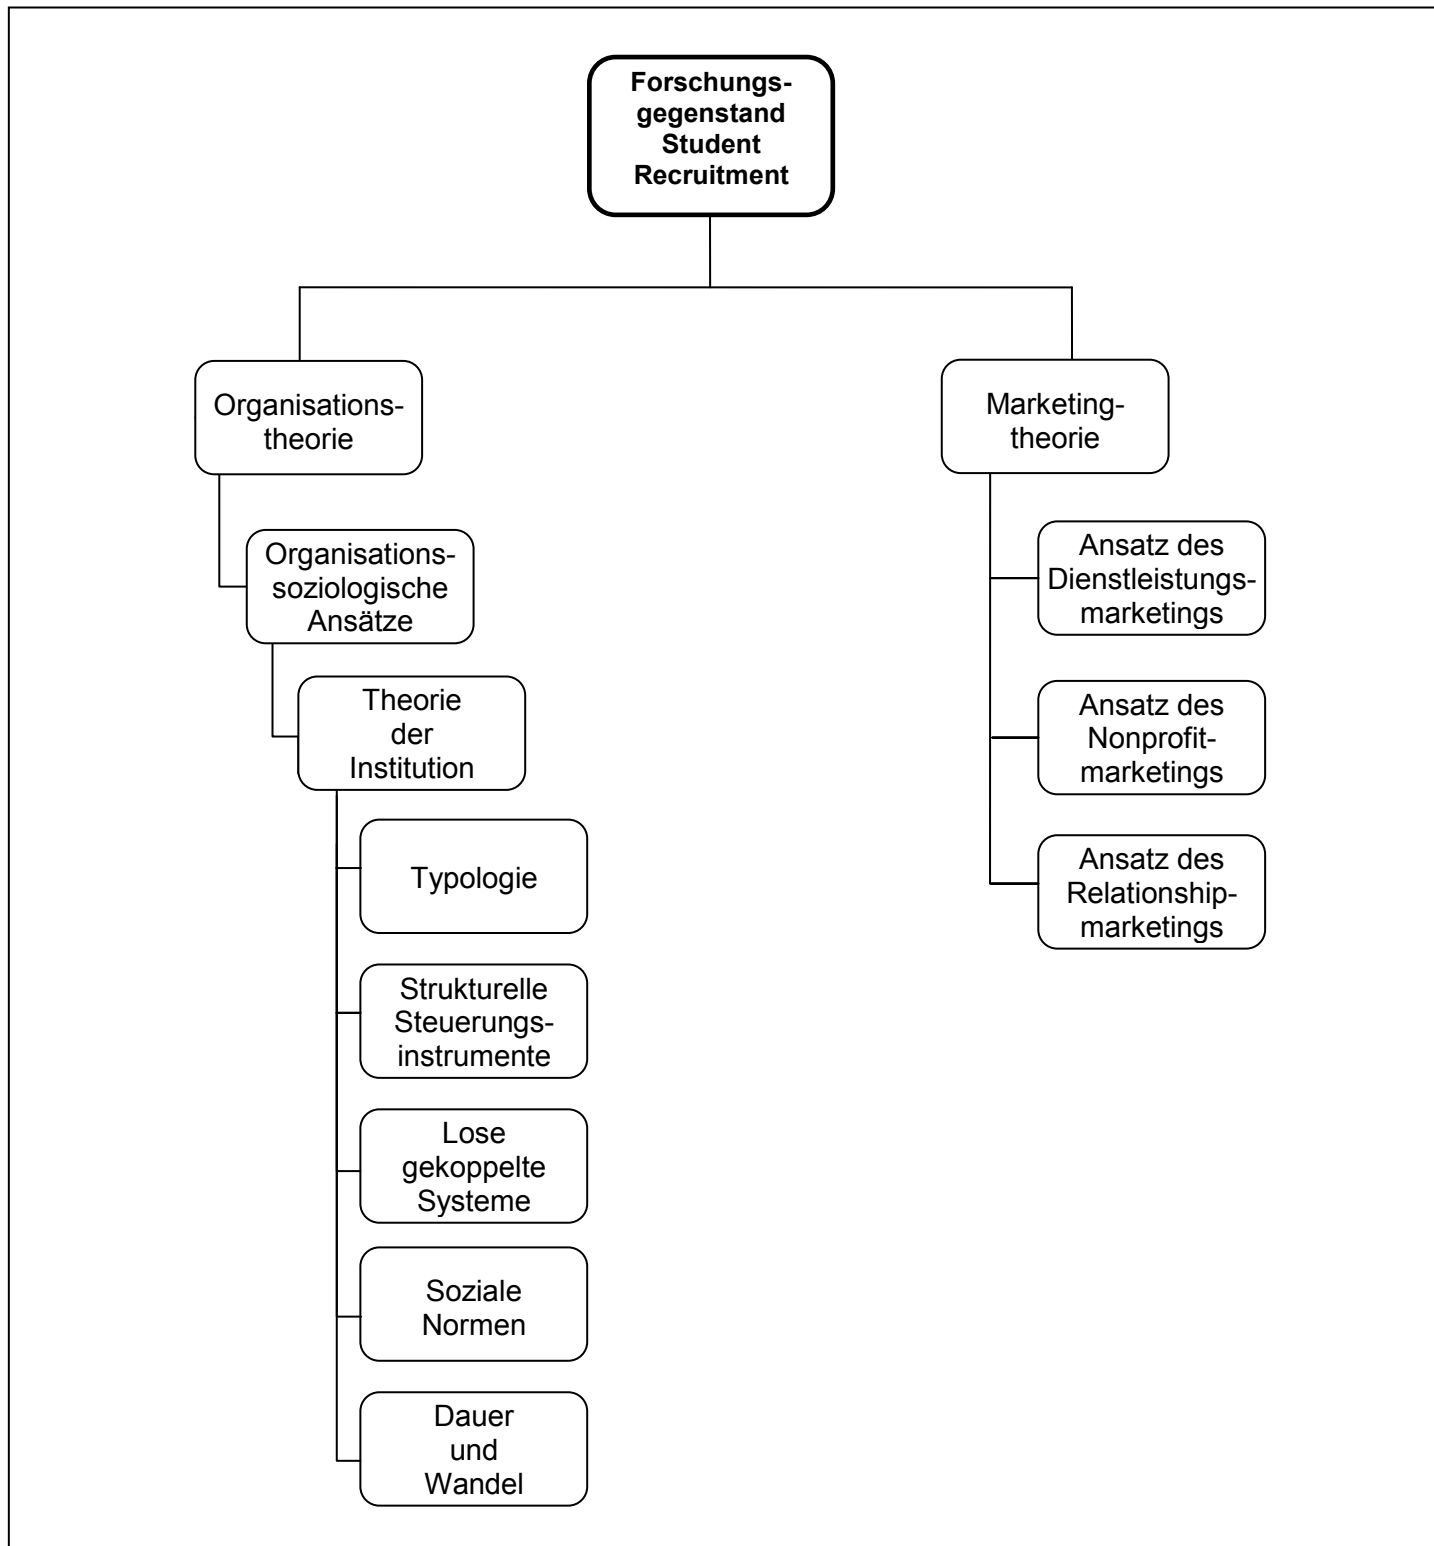 Forschungs-
gegenstand
Student
Recruitment
Organisations-
theorie
Organisations-
soziologische
Ansätze
Theorie
der
Institution
Typologie
Strukturelle
Steuerungs-
instrumente
Lose
gekoppelte
Systeme
Soziale
Normen
Dauer
und
Wandel
Marketing-
theorie
Ansatz des
Dienstleistungs-
marketings
Ansatz des
Nonprofit-
marketings
Ansatz des
Relationship-
marketings